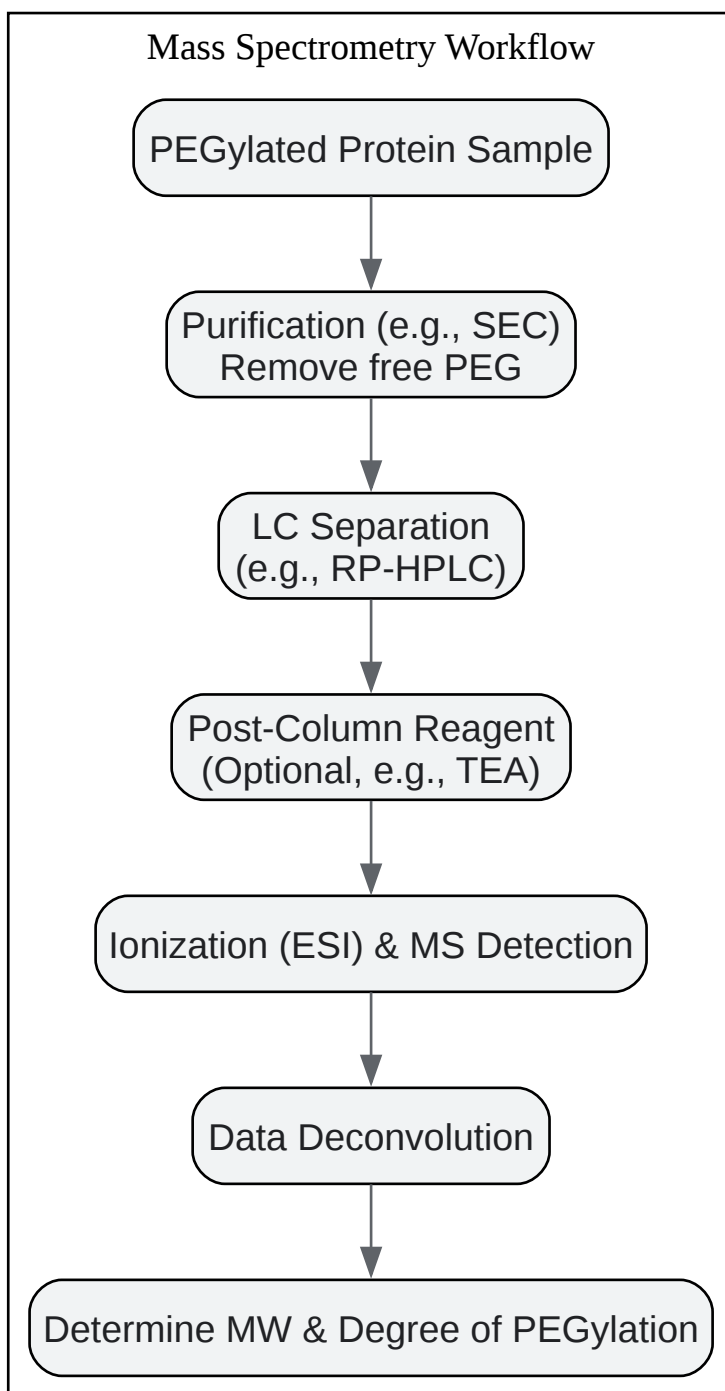 Mass Spectrometry Workflow
PEGylated Protein Sample
Purification (e.g., SEC)
Remove free PEG
LC Separation
(e.g., RP-HPLC)
Post-Column Reagent
(Optional, e.g., TEA)
Ionization (ESI) & MS Detection
Data Deconvolution
Determine MW & Degree of PEGylation